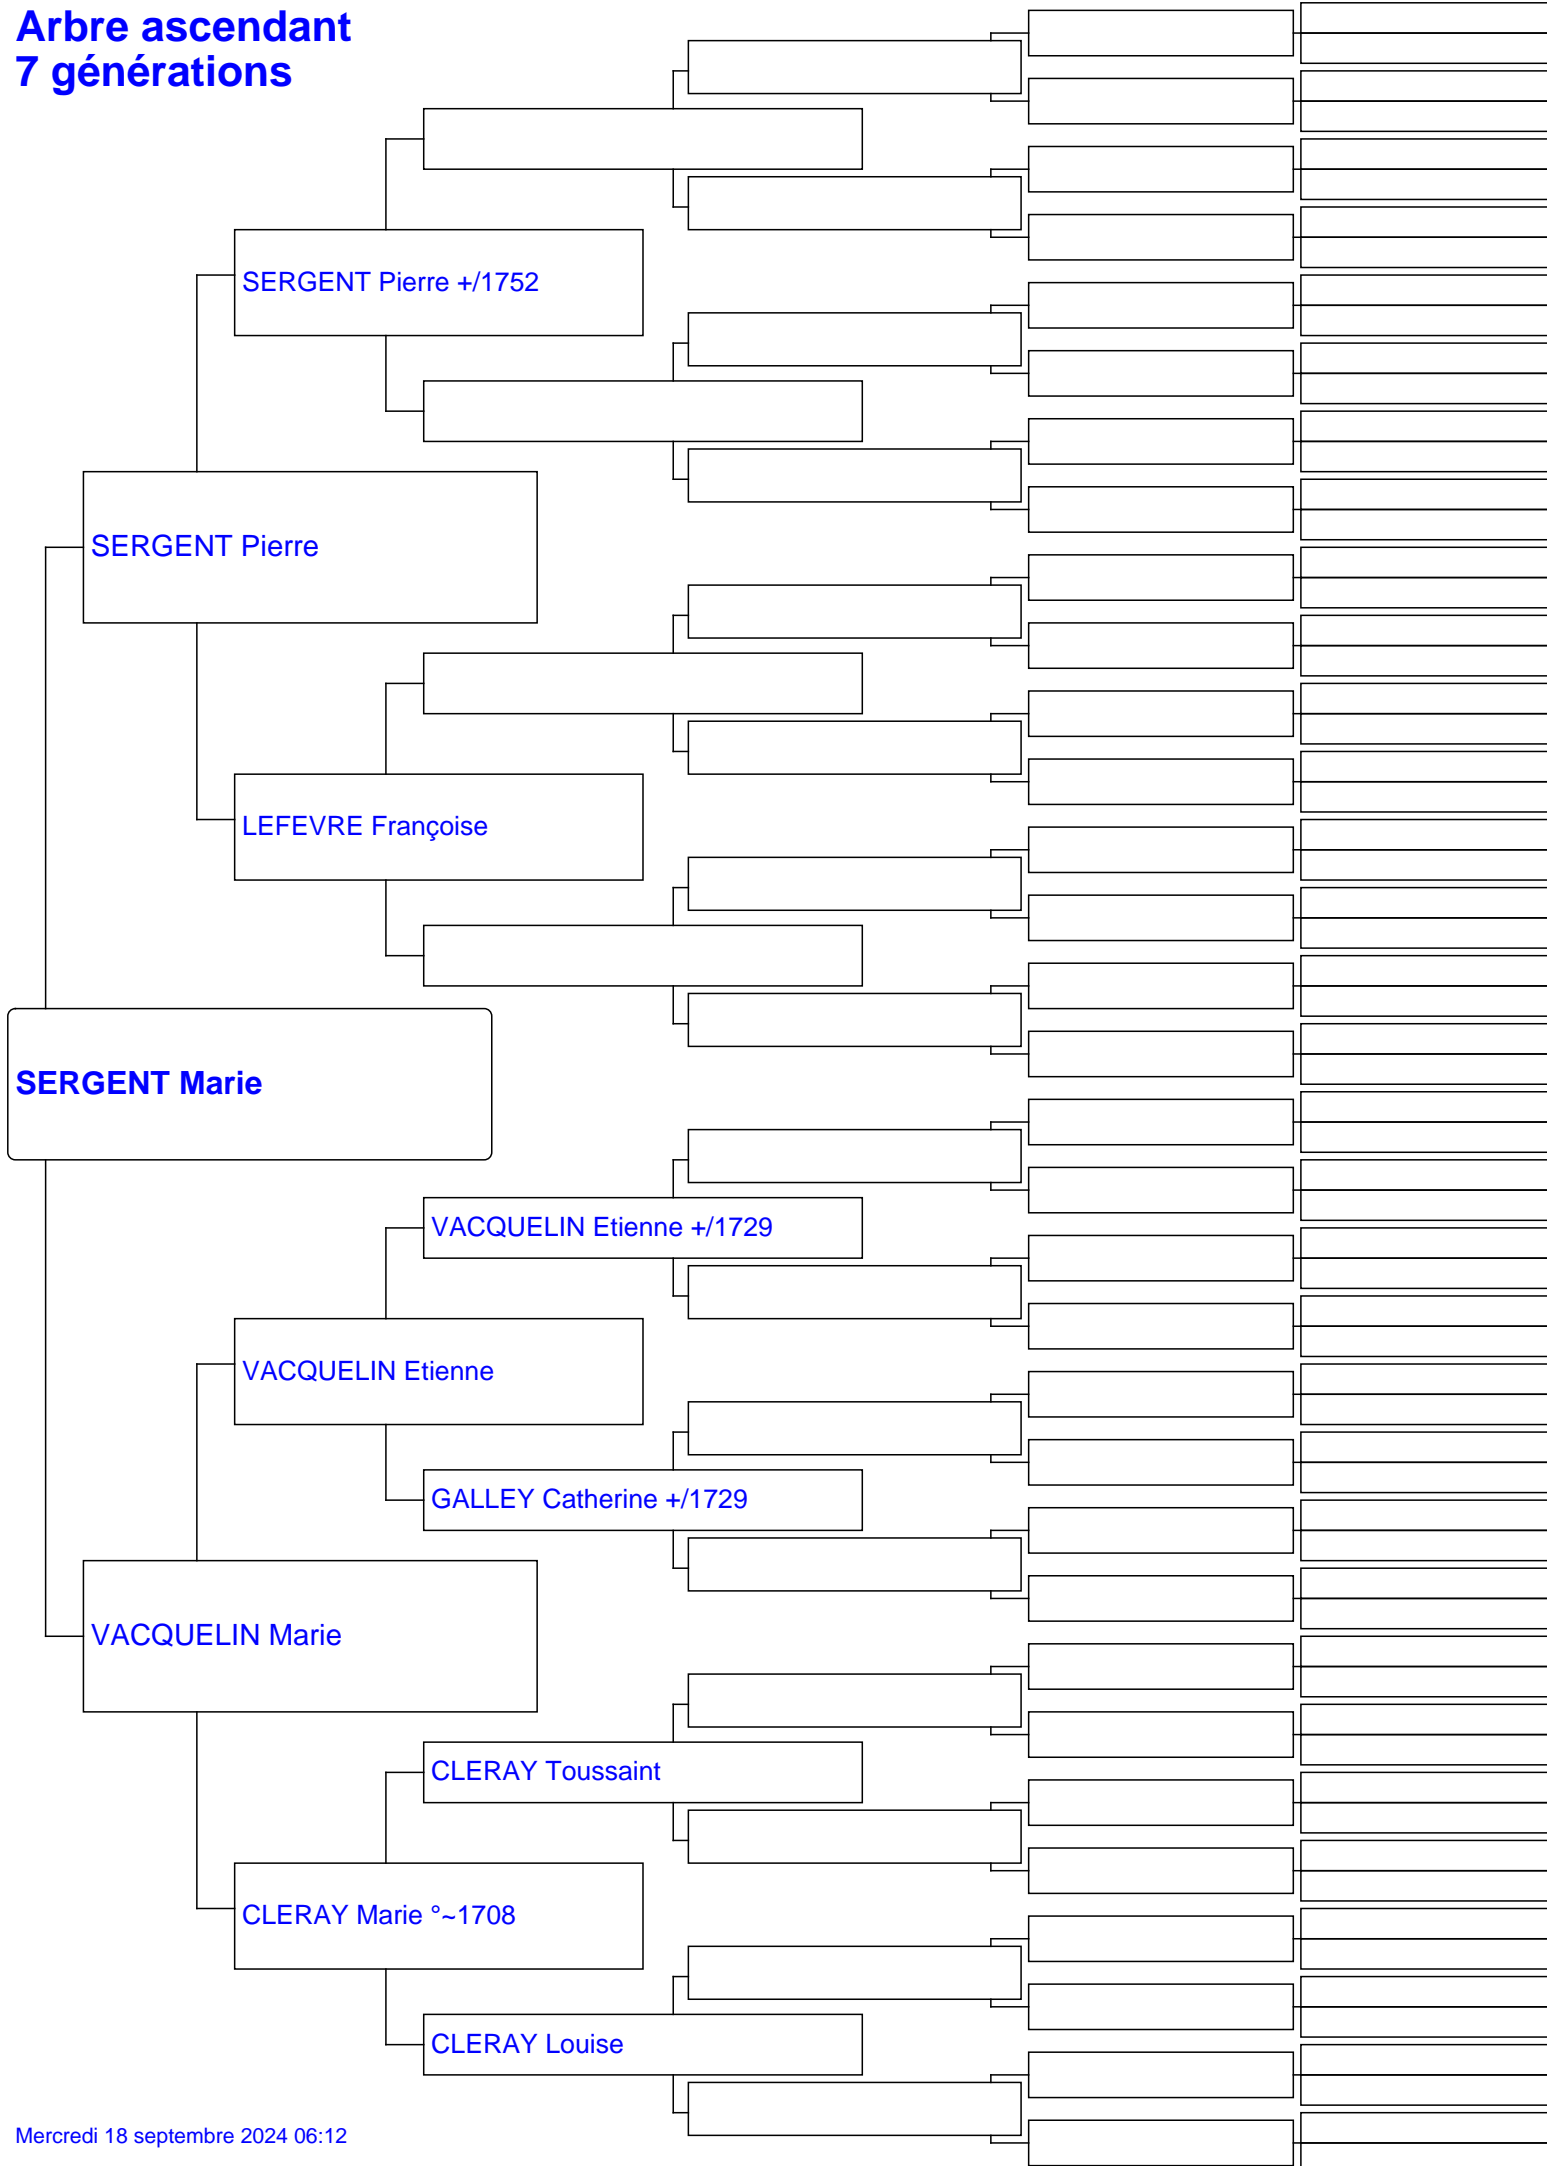 Arbre ascendant
7 générations
SERGENT Pierre +/1752
SERGENT Pierre
LEFEVRE Françoise
SERGENT Marie
VACQUELIN Etienne +/1729
VACQUELIN Etienne
GALLEY Catherine +/1729
VACQUELIN Marie
CLERAY Toussaint
CLERAY Marie °~1708
CLERAY Louise
Mercredi 18 septembre 2024 06:12